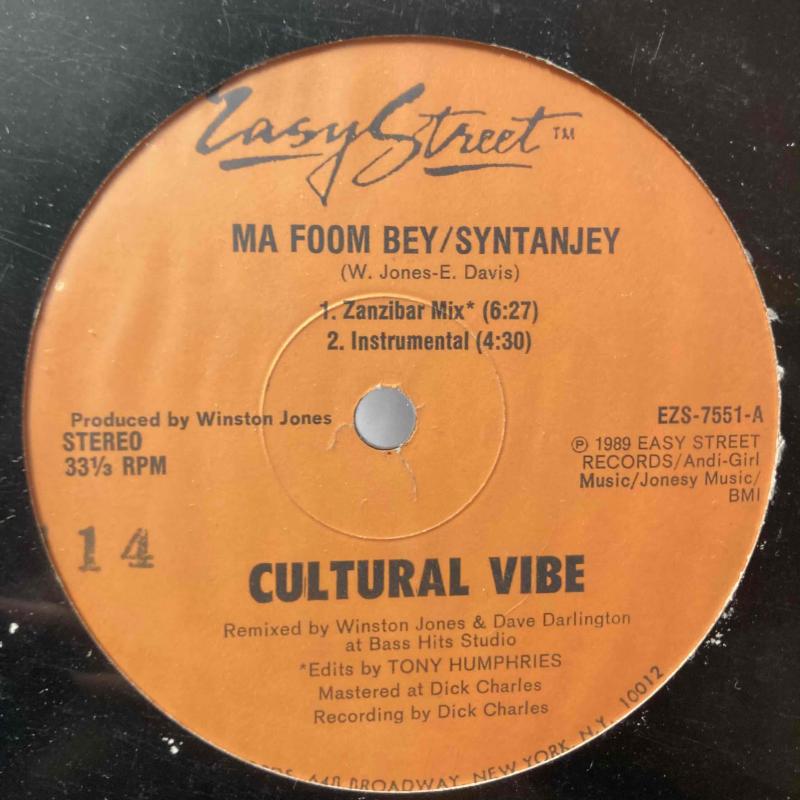 Easy Street™
MA FOOM BEY/SYNTANJEY
(W. Jones-E. Davis)
1. Zanzibar Mix* (6:27)
2. Instrumental (4:30)
Produced by Winston Jones
STEREO
33⅓ RPM
EZS-7551-A
℗ 1989 EASY STREET
RECORDS/Andi-Girl
Music/Jonesy Music/
BMI
14
CULTURAL VIBE
Remixed by Winston Jones & Dave Darlington
at Bass Hits Studio
*Edits by TONY HUMPHRIES
Mastered at Dick Charles
Recording by Dick Charles
648 BROADWAY, NEW YORK, N.Y. 10012